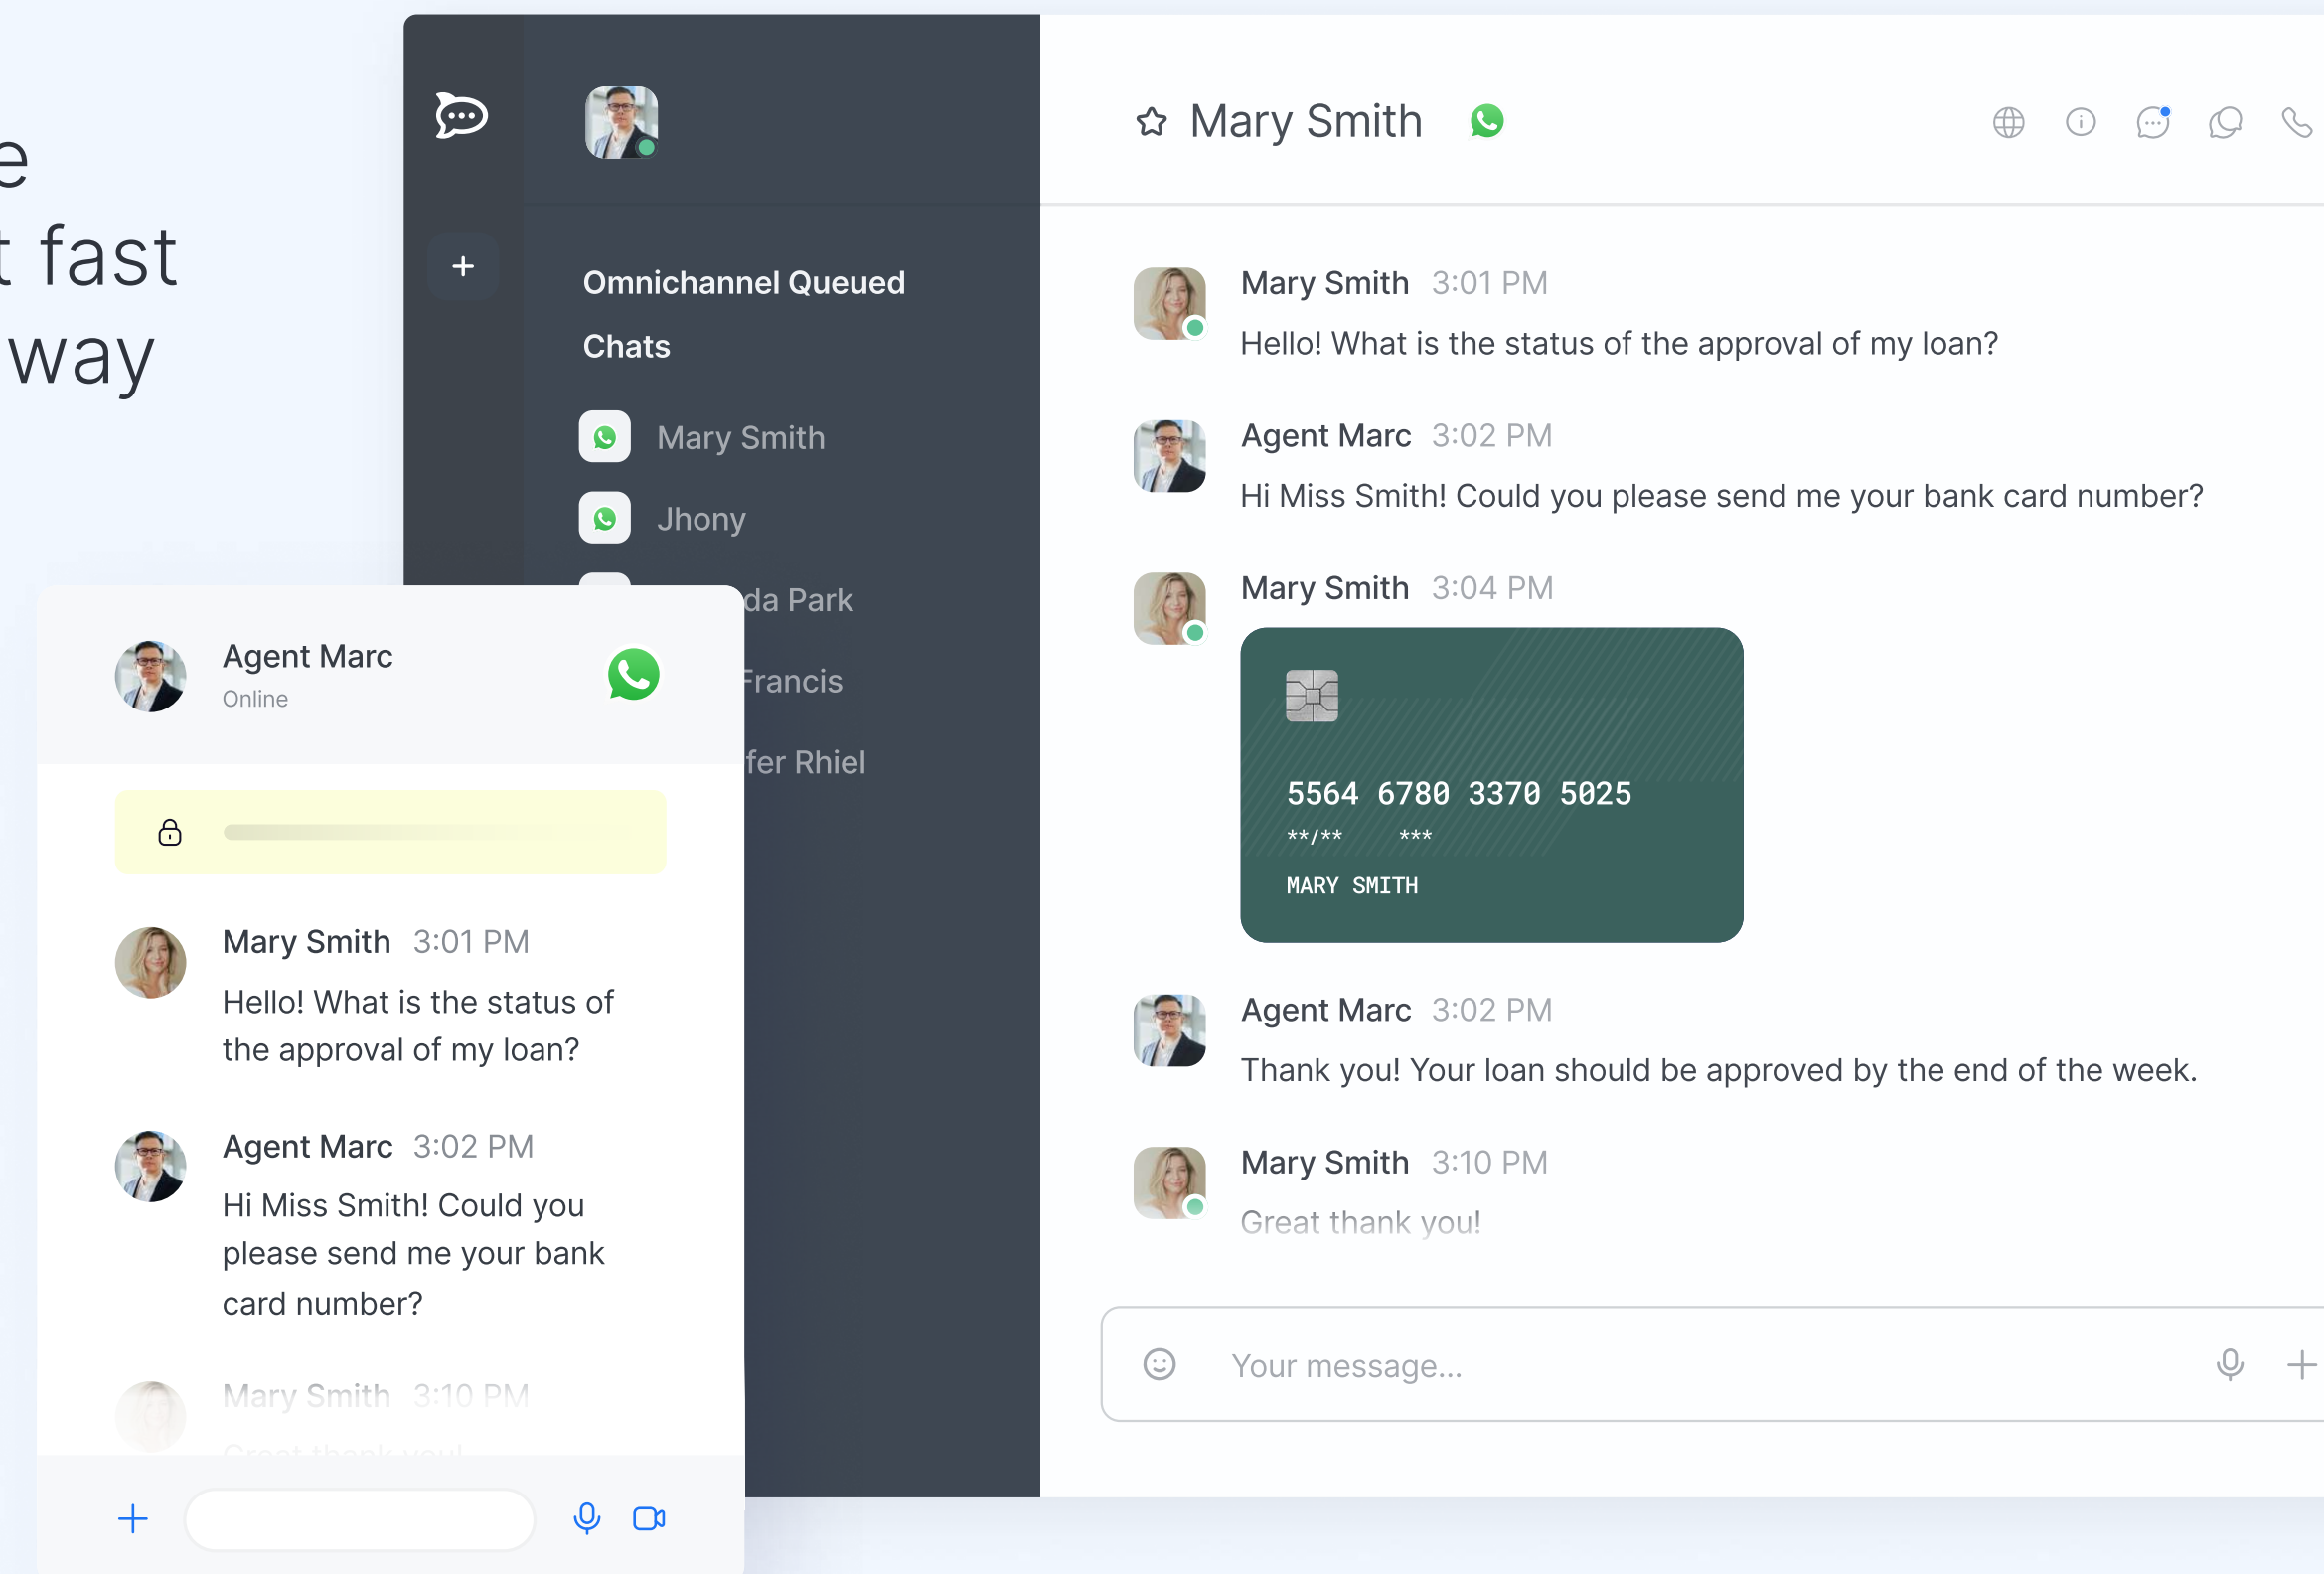 e
t fast
way
Omnichannel Queued
Chats
Mary Smith
Jhony
da Park
Francis
fer Rhiel
Mary Smith
Mary Smith 3:01 PM
Hello! What is the status of the approval of my loan?
Agent Marc 3:02 PM
Hi Miss Smith! Could you please send me your bank card number?
Mary Smith 3:04 PM
5564 6780 3370 5025
**/** ***
MARY SMITH
Agent Marc 3:02 PM
Thank you! Your loan should be approved by the end of the week.
Mary Smith 3:10 PM
Great thank you!
Your message...
Agent Marc
Online
Mary Smith 3:01 PM
Hello! What is the status of
the approval of my loan?
Agent Marc 3:02 PM
Hi Miss Smith! Could you
please send me your bank
card number?
Mary Smith 3:10 PM
Great thank you!